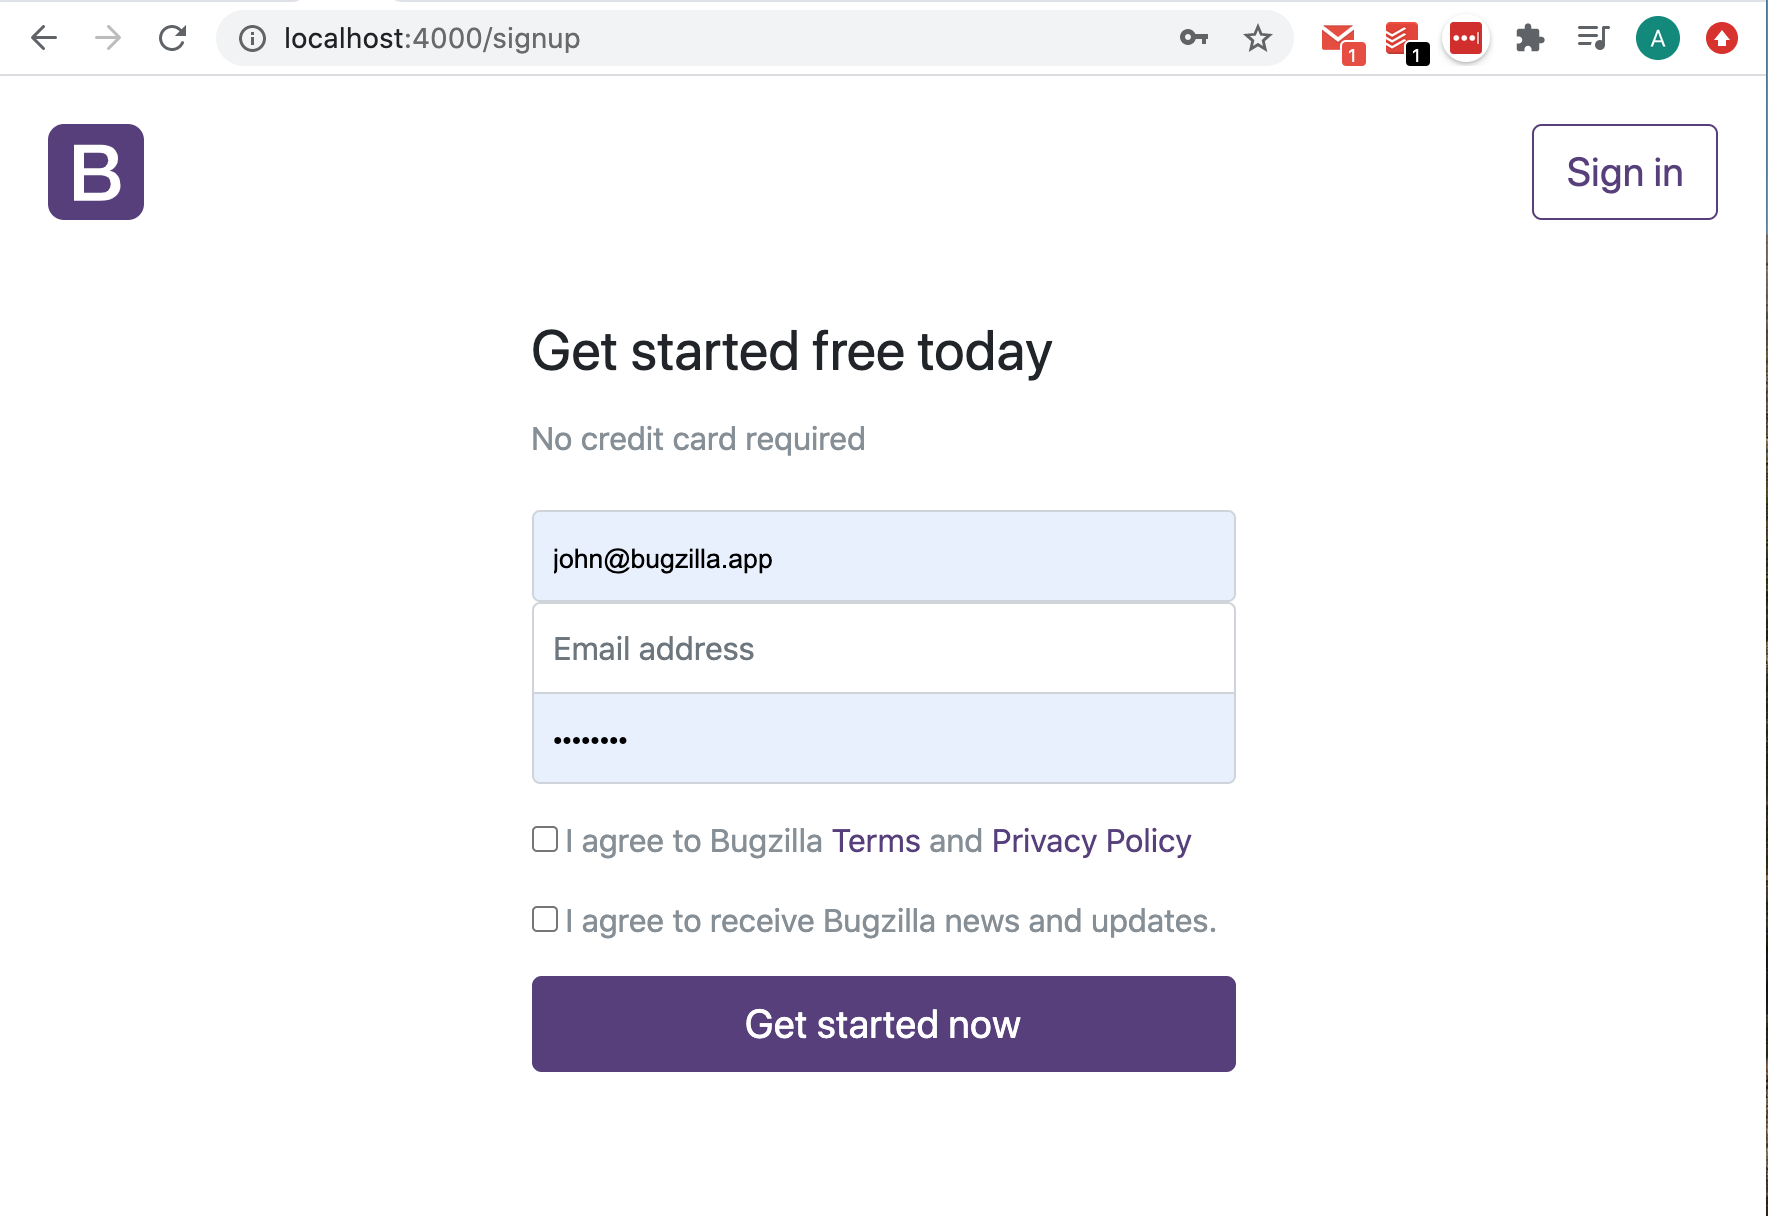 localhost:4000/signup
1
1
A
B
Sign in
Get started free today
No credit card required
john@bugzilla.app
Email address
••••••••
I agree to Bugzilla Terms and Privacy Policy
I agree to receive Bugzilla news and updates.
Get started now